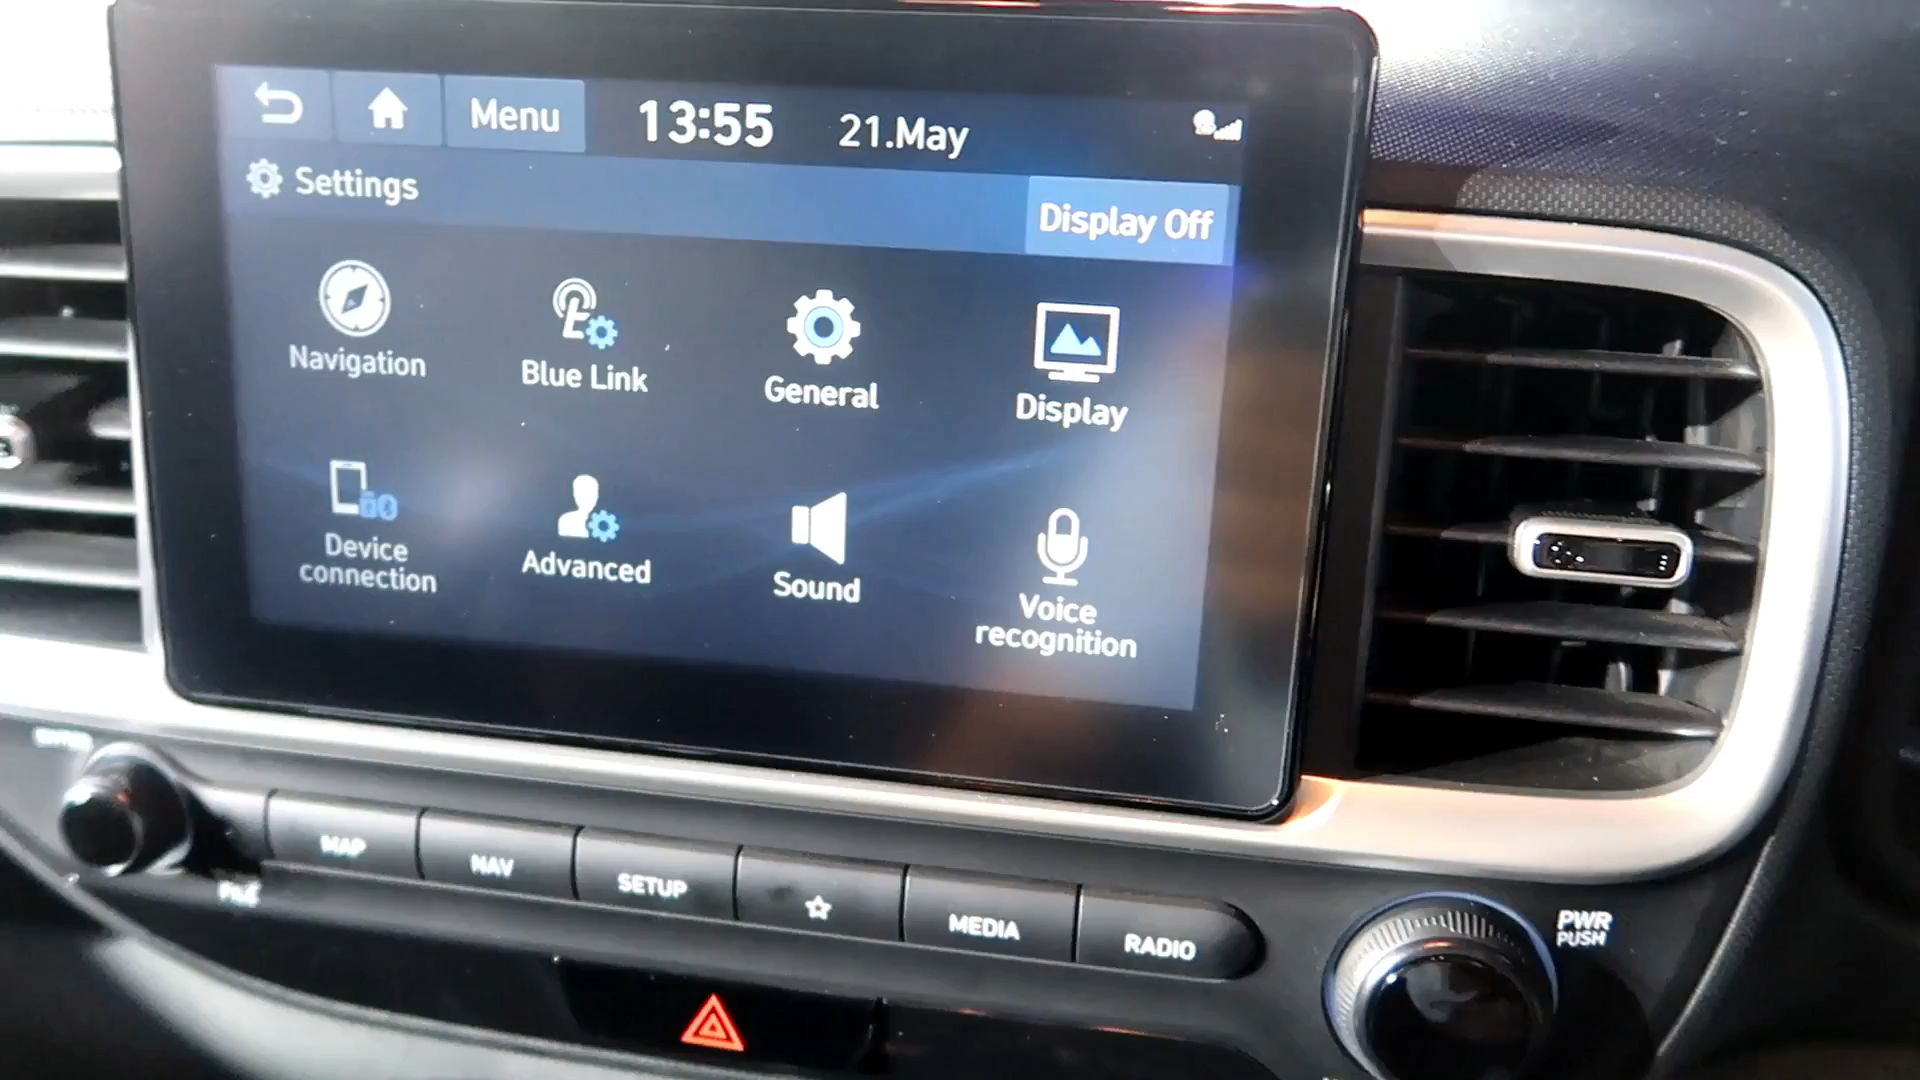 Menu 13:55 21.May
Settings
Display Off
Navigation Blue Link General Display
Device
connection
Advanced
Sound
Voice
recognition
MAP NAV SETUP MEDIA RADIO
FILE
PWR
PUSH